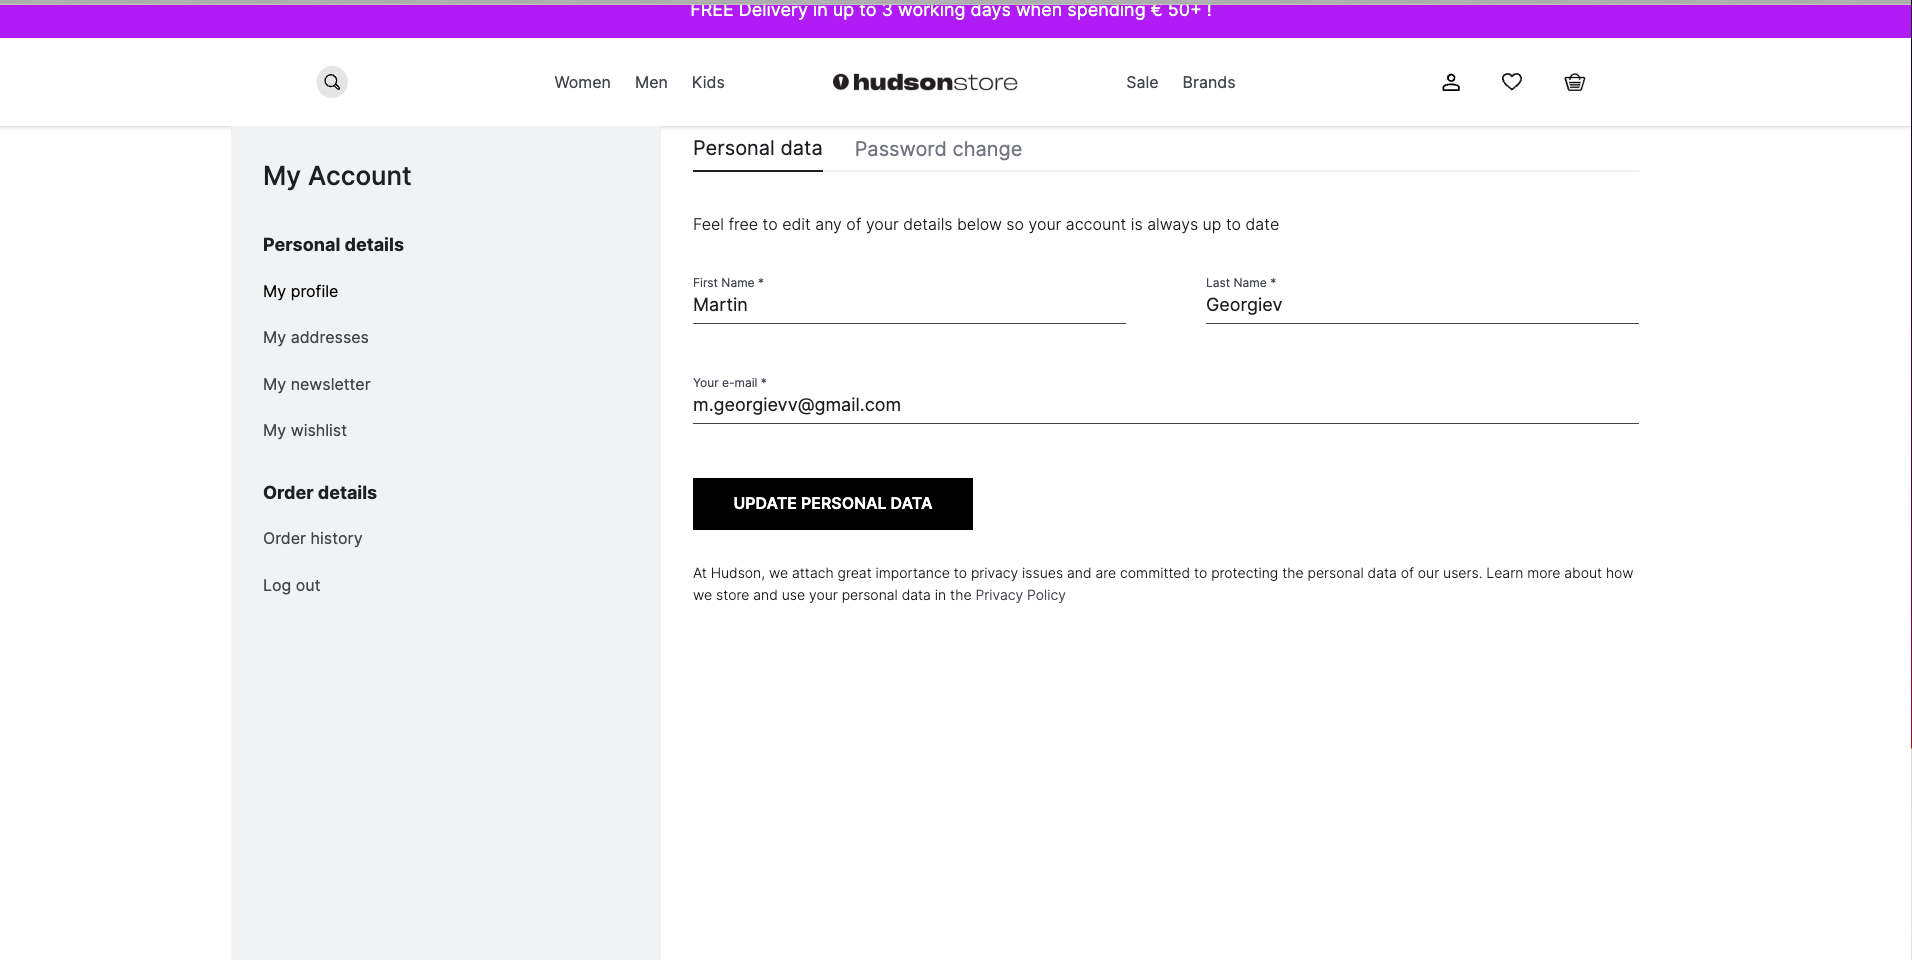 FREE Delivery in up to 3 working days when spending € 50+ !
Women Men Kids hudsonstore Sale Brands
My Account
Personal details
My profile
My addresses
My newsletter
My wishlist
Order details
Order history
Log out
Personal data Password change
Feel free to edit any of your details below so your account is always up to date
First Name * Last Name *
Martin Georgiev
Your e-mail *
m.georgievv@gmail.com
UPDATE PERSONAL DATA
At Hudson, we attach great importance to privacy issues and are committed to protecting the personal data of our users. Learn more about how
we store and use your personal data in the Privacy Policy